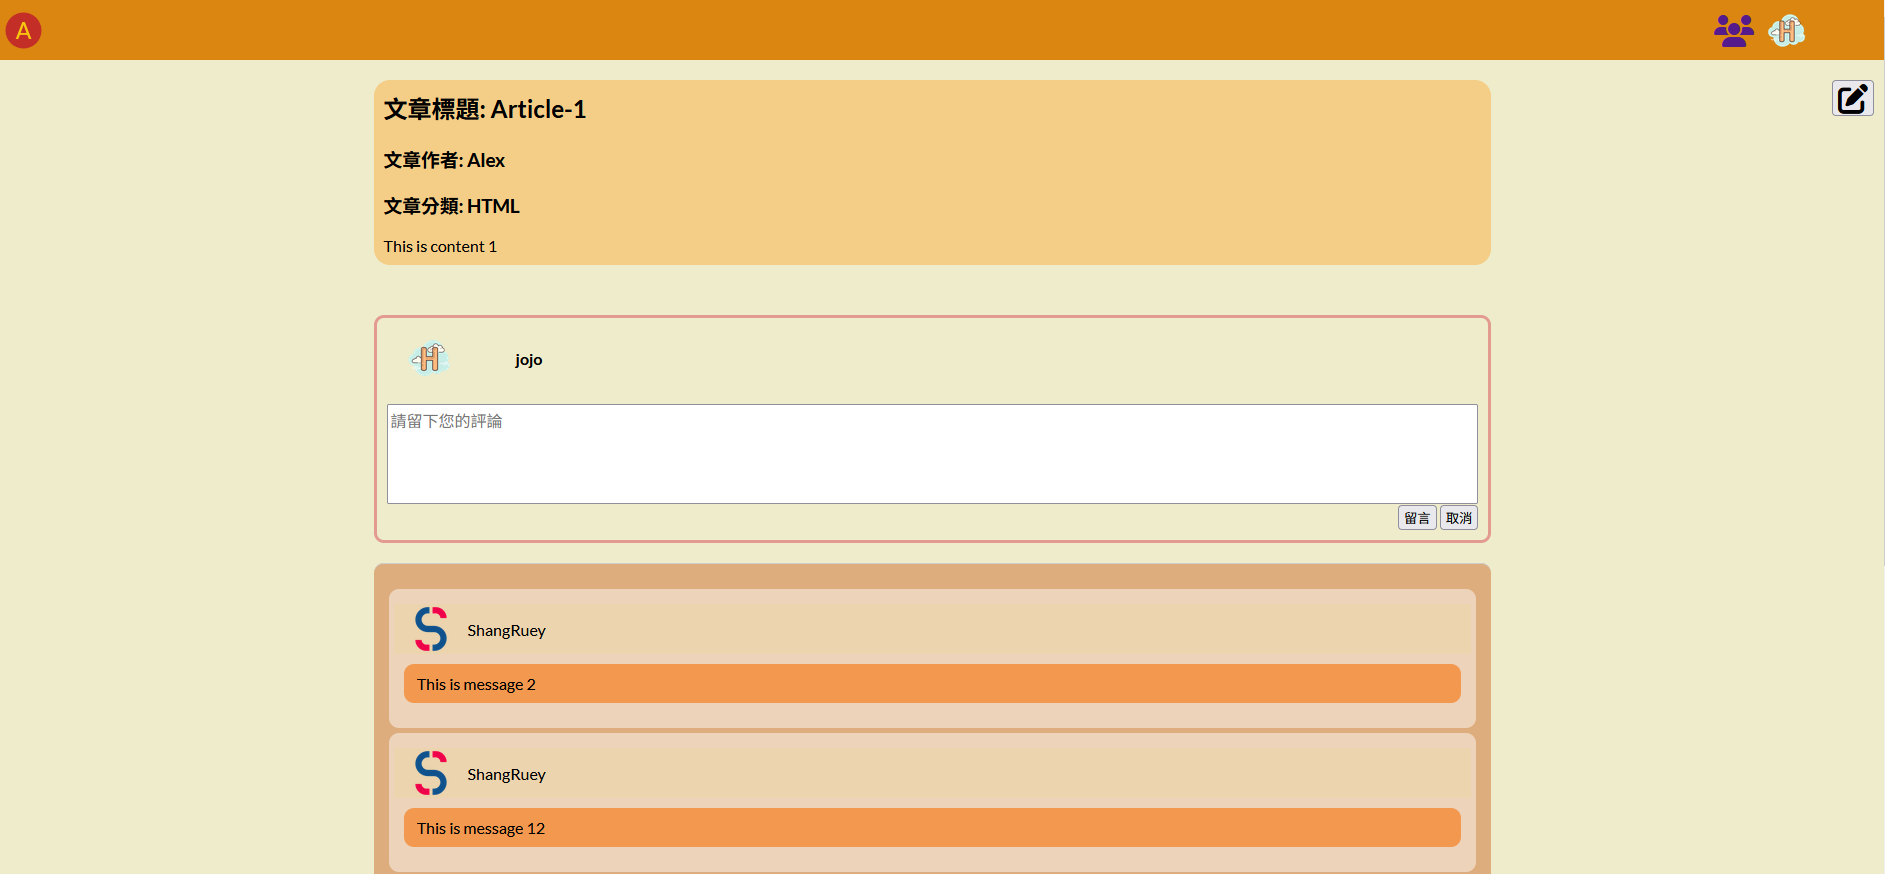 A
H
文章標題: Article-1
文章作者: Alex
文章分類: HTML
This is content 1
H
jojo
請留下您的評論
留言 取消
S
ShangRuey
This is message 2
S
ShangRuey
This is message 12